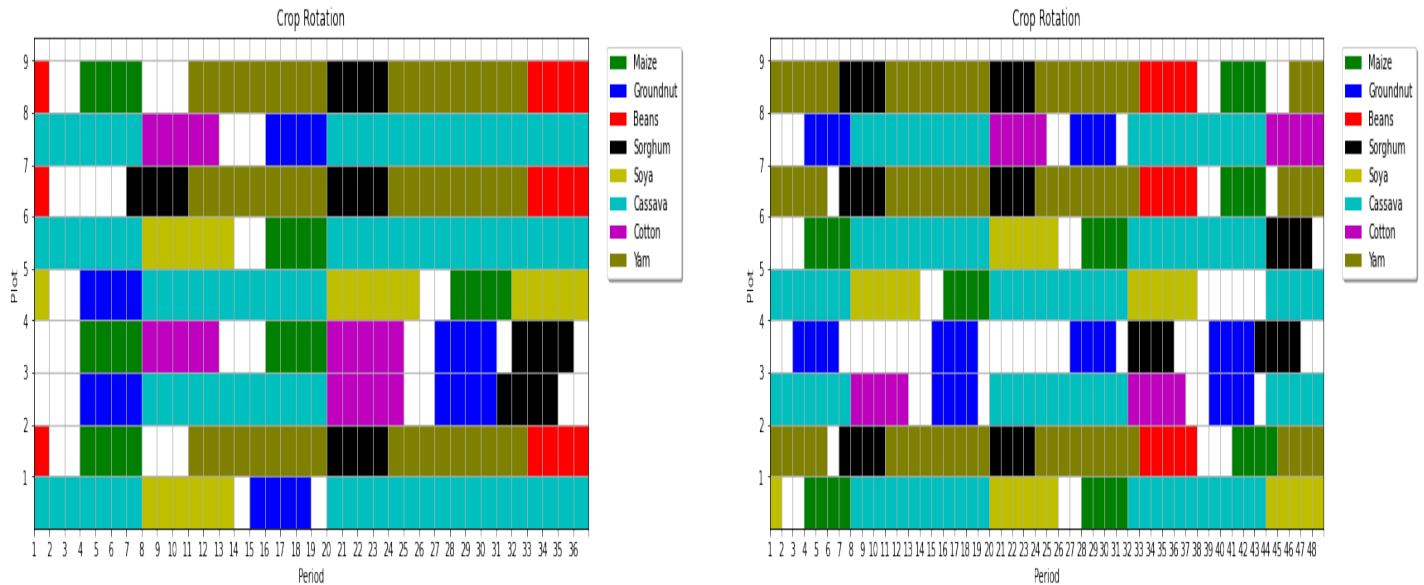 Crop Rotation
9
8
7
6
5
4
3
2
1
Plot
1 2 3 4 5 6 7 8 9 10 11 12 13 14 15 16 17 18 19 20 21 22 23 24 25 26 27 28 29 30 31 32 33 34 35 36
Period
Maize
Groundnut
Beans
Sorghum
Soya
Cassava
Cotton
Yam
Crop Rotation
9
8
7
6
5
4
3
2
1
Plot
1 2 3 4 5 6 7 8 9 10 11 12 13 14 15 16 17 18 19 20 21 22 23 24 25 26 27 28 29 30 31 32 33 34 35 36 37 38 39 40 41 42 43 44 45 46 47 48
Period
Maize
Groundnut
Beans
Sorghum
Soya
Cassava
Cotton
Yam